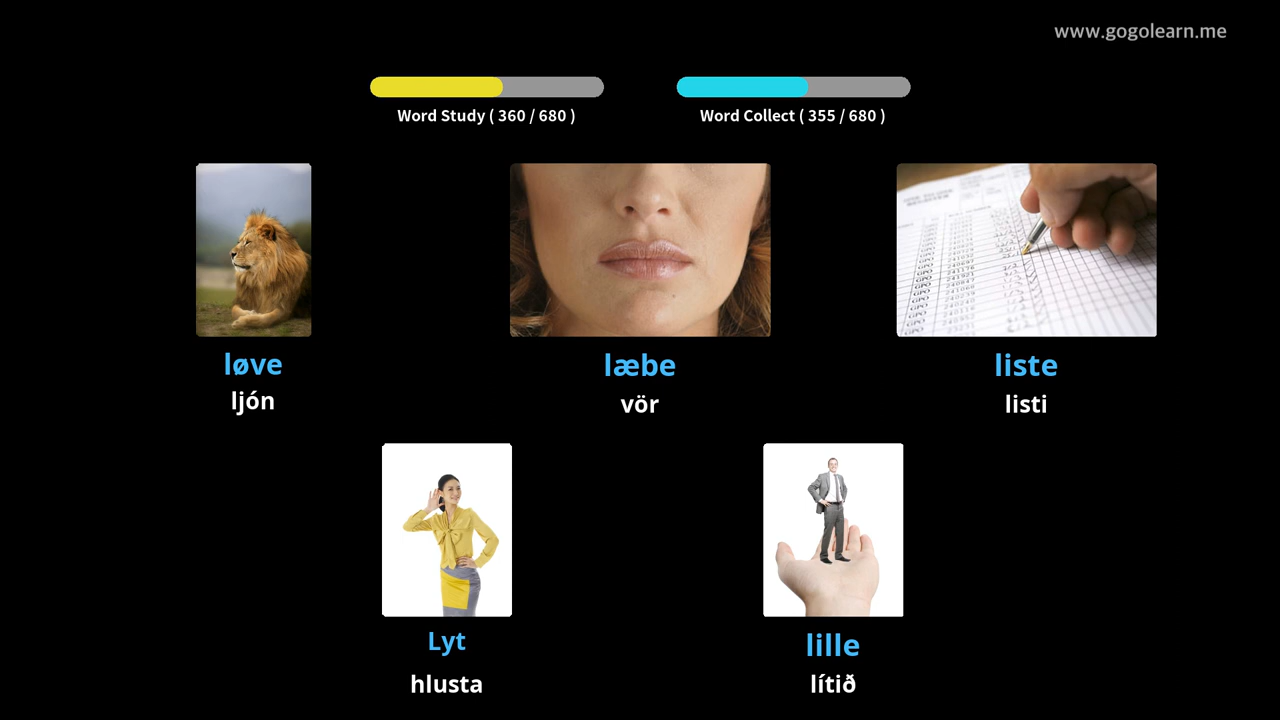 www.gogolearn.me
Word Study ( 360 / 680 )
Word Collect ( 355 / 680 )
løve
ljón
læbe
vör
liste
listi
Lyt
hlusta
lille
lítið